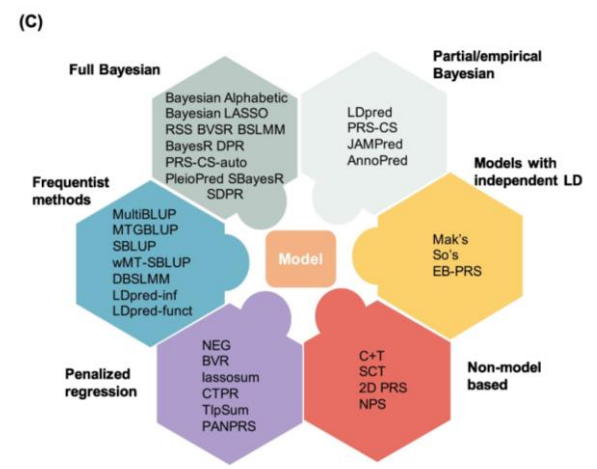 (C)
Full Bayesian
Bayesian Alphabetic
Bayesian LASSO
RSS BVSR BSLMM
BayesR DPR
PRS-CS-auto
PleioPred SBayesR
SDPR
Partial/empirical
Bayesian
LDpred
PRS-CS
JAMPred
AnnoPred
Frequentist
methods
MultiBLUP
MTGBLUP
SBLUP
wMT-SBLUP
DBSLMM
LDpred-inf
LDpred-funct
Model
Models with
independent LD
Mak's
So's
EB-PRS
Penalized
regression
NEG
BVR
lassosum
CTPR
TlpSum
PANPRS
C+T
SCT
2D PRS
NPS
Non-model
based